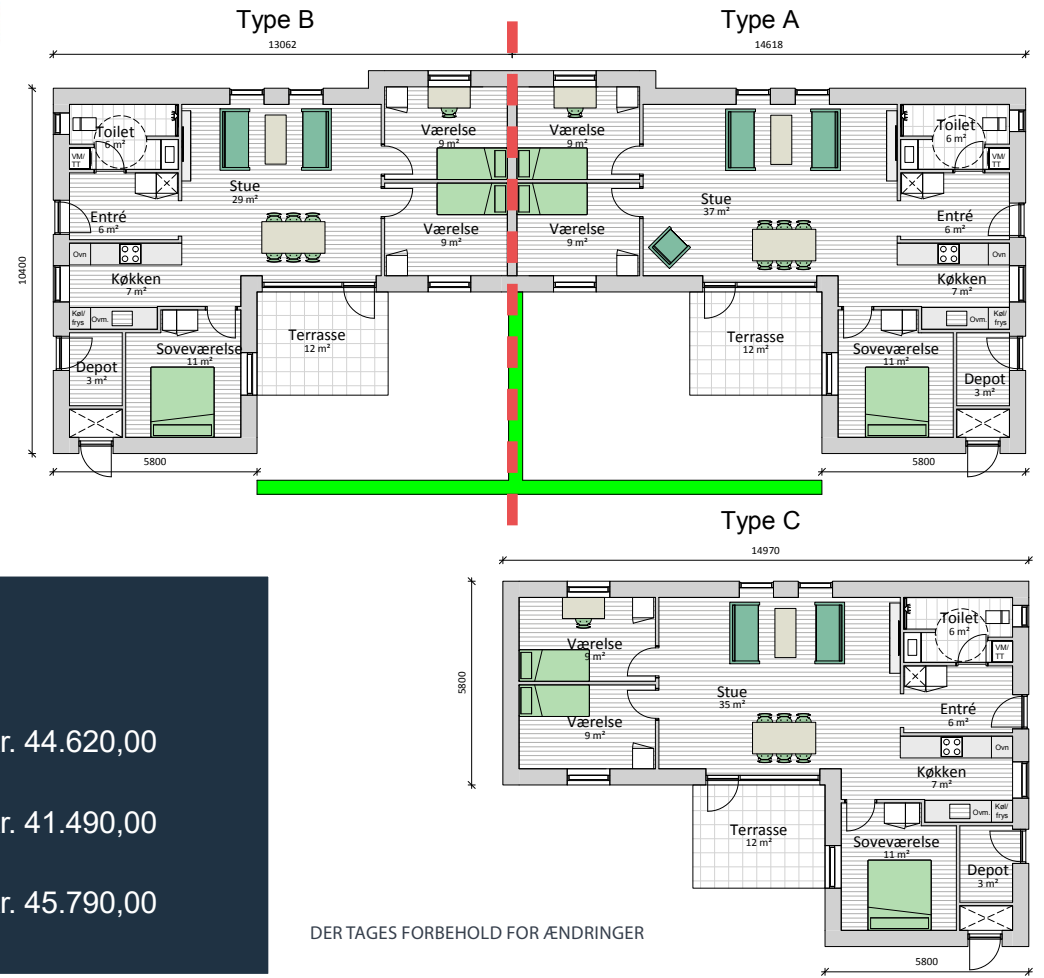 Type B
Type A
13062
14618
10400
Toilet
6 m²
VM/
TT
Entré
6 m²
Ovn
Køkken
7 m²
Køl/
frys
Ovm.
Depot
3 m²
Soveværelse
11 m²
Stue
29 m²
Værelse
9 m²
Værelse
9 m²
Terrasse
12 m²
5800
Værelse
9 m²
Værelse
9 m²
Stue
37 m²
Toilet
6 m²
VM/
TT
Entré
6 m²
Ovn
Køkken
7 m²
Ovm.
Køl/
frys
Terrasse
12 m²
Soveværelse
11 m²
Depot
3 m²
5800
Type C
14970
5800
Værelse
9 m²
Værelse
9 m²
Stue
35 m²
Toilet
6 m²
VM/
TT
Entré
6 m²
Ovn
Køkken
7 m²
Ovm.
Køl/
frys
Terrasse
12 m²
Soveværelse
11 m²
Depot
3 m²
5800
r. 44.620,00
r. 41.490,00
r. 45.790,00
DER TAGES FORBEHOLD FOR ÆNDRINGER